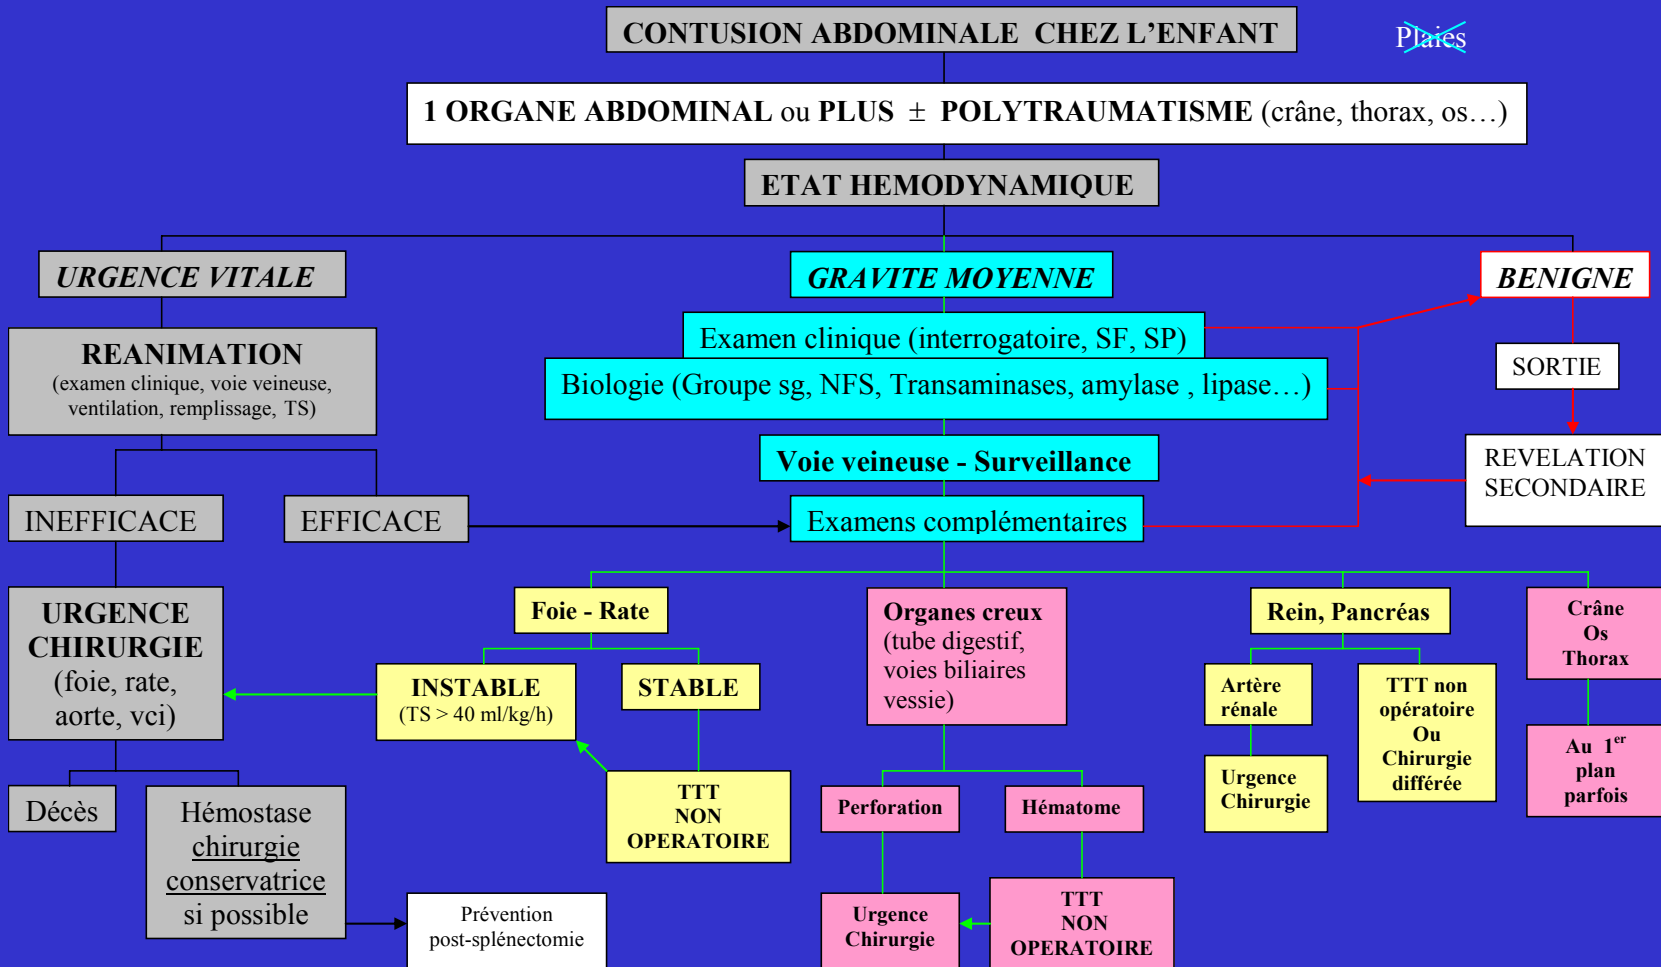 CONTUSION ABDOMINALE CHEZ L'ENFANT
Plaies
1 ORGANE ABDOMINAL ou PLUS ± POLYTRAUMATISME (crâne, thorax, os…)
ETAT HEMODYNAMIQUE
URGENCE VITALE
GRAVITE MOYENNE
BENIGNE
REANIMATION
(examen clinique, voie veineuse,
ventilation, remplissage, TS)
Examen clinique (interrogatoire, SF, SP)
Biologie (Groupe sg, NFS, Transaminases, amylase , lipase…)
SORTIE
Voie veineuse - Surveillance
REVELATION
SECONDAIRE
INEFFICACE
EFFICACE
Examens complémentaires
URGENCE
CHIRURGIE
(foie, rate,
aorte, vci)
Foie - Rate
INSTABLE
(TS > 40 ml/kg/h)
STABLE
TTT
NON
OPERATOIRE
Organes creux
(tube digestif,
voies biliaires
vessie)
Perforation
Hématome
Urgence
Chirurgie
TTT
NON
OPERATOIRE
Rein, Pancréas
Artère
rénale
Urgence
Chirurgie
TTT non
opératoire
Ou
Chirurgie
différée
Crâne
Os
Thorax
Au 1er
plan
parfois
Décès
Hémostase
chirurgie
conservatrice
si possible
Prévention
post-splénectomie